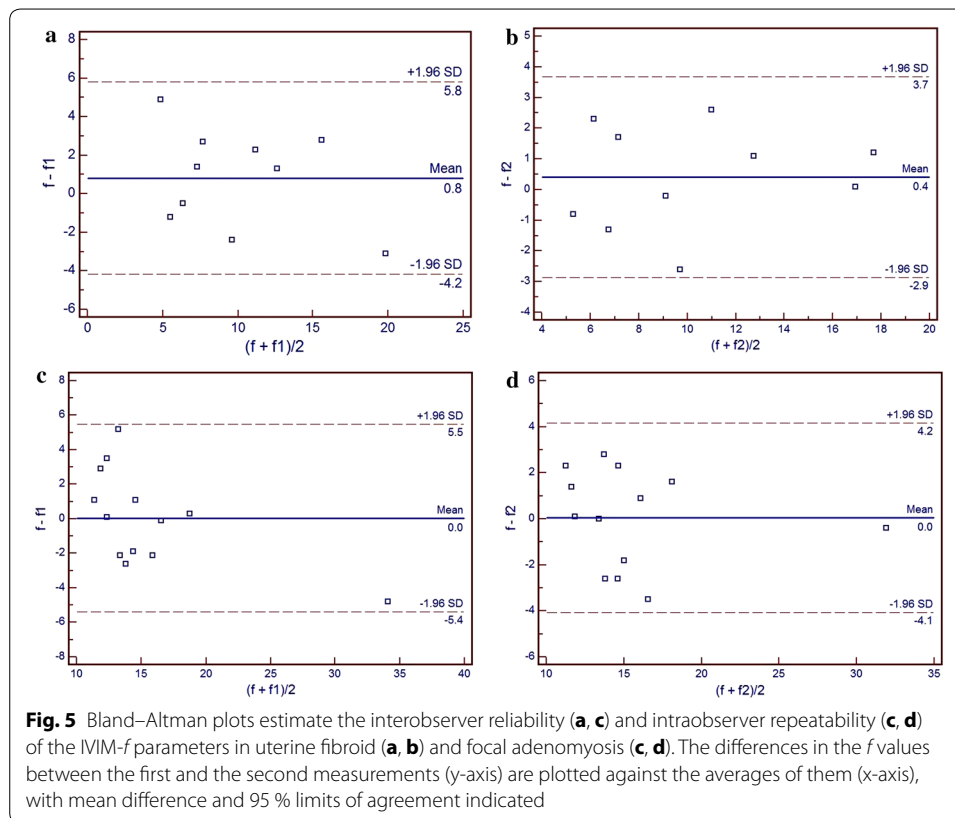 a
8
6
4
2
0
-2
-4
-6
f - f1
+1.96 SD
5.8
Mean
0.8
-1.96 SD
-4.2
0 5 10 15 20 25
(f + f1)/2
b
5
4
3
2
1
0
-1
-2
-3
-4
f - f2
+1.96 SD
3.7
Mean
0.4
-1.96 SD
-2.9
4 6 8 10 12 14 16 18 20
(f + f2)/2
c
8
6
4
2
0
-2
-4
-6
-8
f - f1
+1.96 SD
5.5
Mean
0.0
-1.96 SD
-5.4
10 15 20 25 30 35 40
(f + f1)/2
d
6
4
2
0
-2
-4
-6
f - f2
+1.96 SD
4.2
Mean
0.0
-1.96 SD
-4.1
10 15 20 25 30 35
(f + f2)/2
Fig. 5 Bland–Altman plots estimate the interobserver reliability (a, c) and intraobserver repeatability (c, d)
of the IVIM-f parameters in uterine fibroid (a, b) and focal adenomyosis (c, d). The differences in the f values
between the first and the second measurements (y-axis) are plotted against the averages of them (x-axis),
with mean difference and 95 % limits of agreement indicated